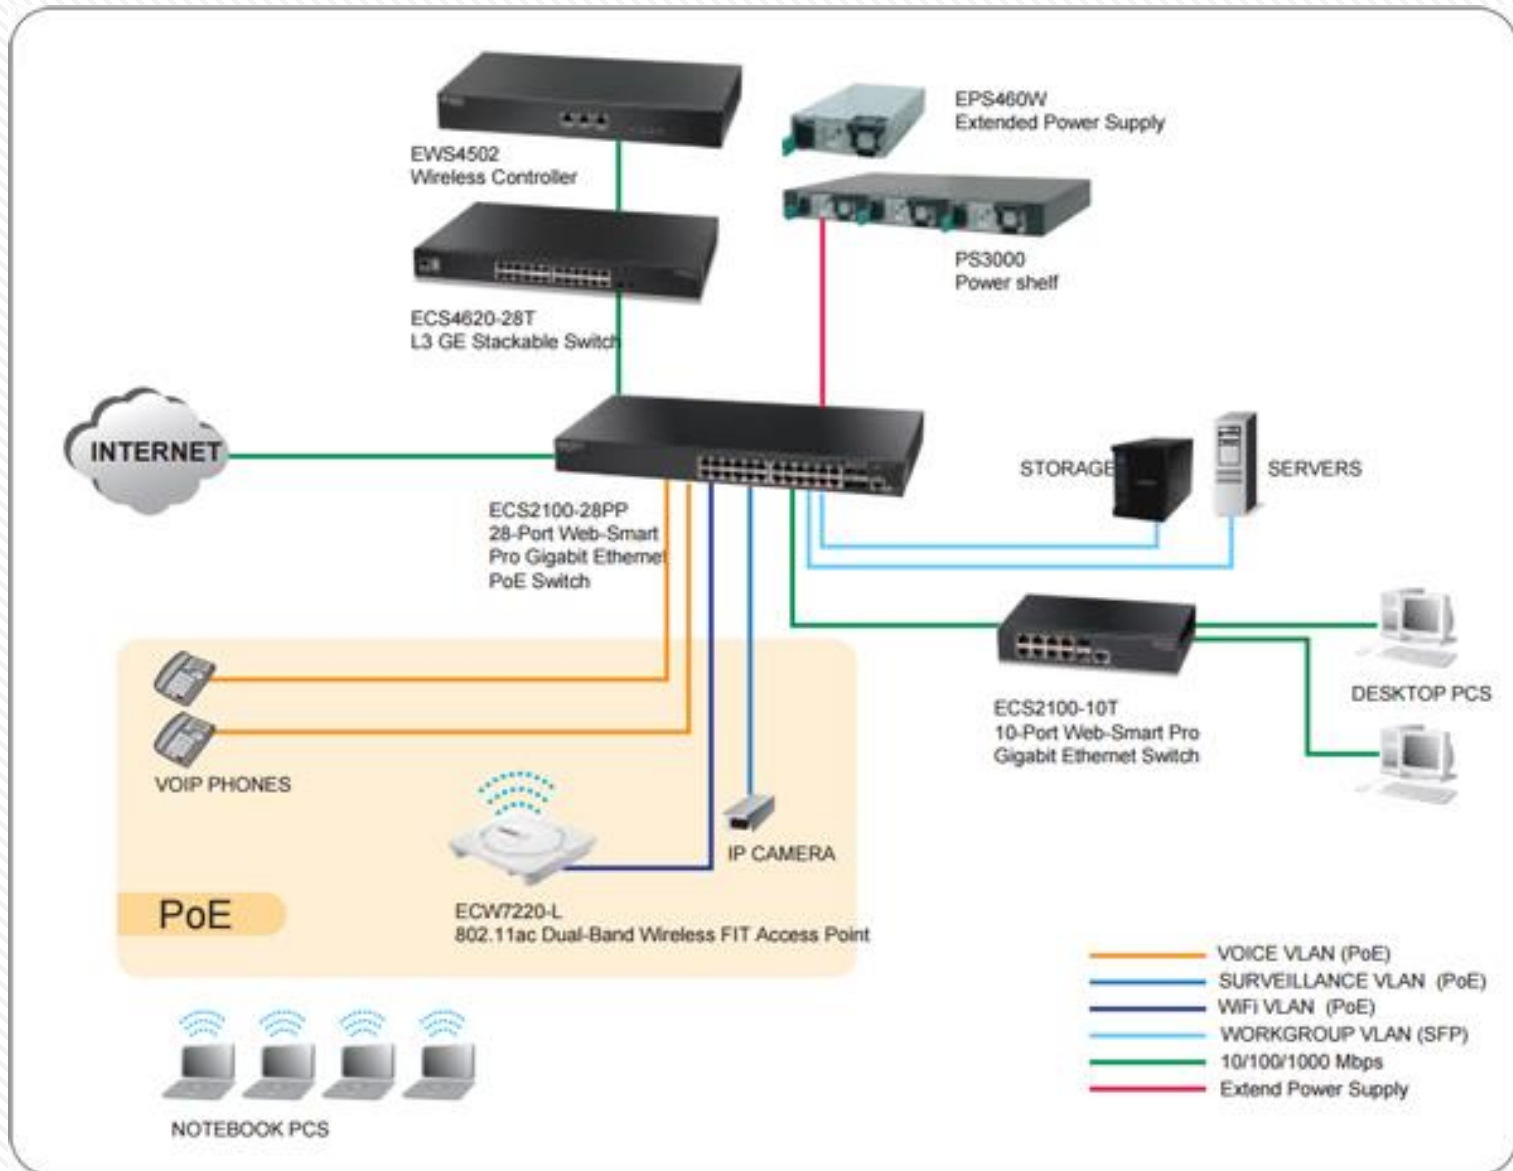 EWS4502
Wireless Controller
EPS460W
Extended Power Supply
ECS4620-28T
L3 GE Stackable Switch
PS3000
Power shelf
INTERNET
STORAGE
SERVERS
ECS2100-28PP
28-Port Web-Smart
Pro Gigabit Ethernet
PoE Switch
ECS2100-10T
10-Port Web-Smart Pro
Gigabit Ethernet Switch
DESKTOP PCS
VOIP PHONES
IP CAMERA
PoE
ECW7220-L
802.11ac Dual-Band Wireless FIT Access Point
NOTEBOOK PCS
VOICE VLAN (PoE)
SURVEILLANCE VLAN (PoE)
WiFi VLAN (PoE)
WORKGROUP VLAN (SFP)
10/100/1000 Mbps
Extend Power Supply